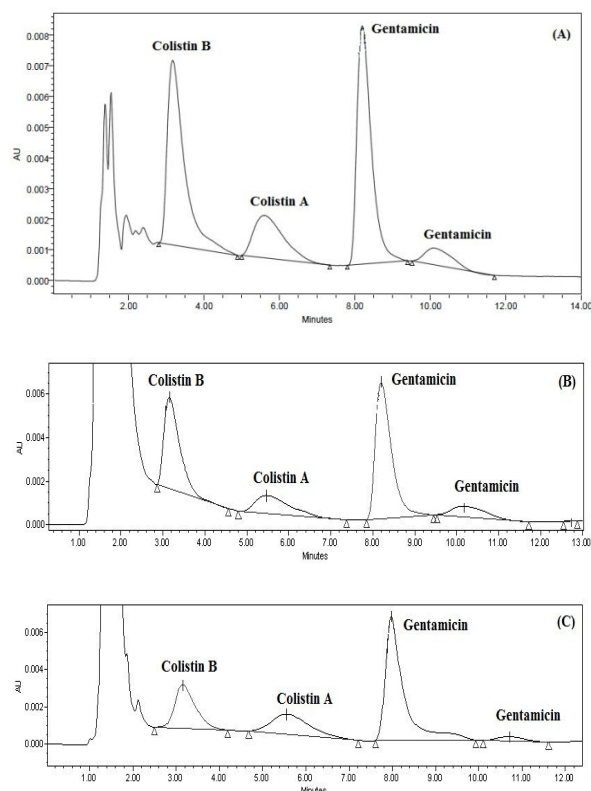 Gentamicin
(A)
Colistin B
Colistin A
Gentamicin
AU
0.008
0.007
0.006
0.005
0.004
0.003
0.002
0.001
0.000
2.00 4.00 6.00 8.00 10.00 12.00 14.00
Minutes
Colistin B
Gentamicin
(B)
Colistin A
Gentamicin
AU
0.006
0.004
0.002
0.000
1.00 2.00 3.00 4.00 5.00 6.00 7.00 8.00 9.00 10.00 11.00 12.00 13.00
Minutes
Gentamicin
(C)
Colistin B
Colistin A
Gentamicin
AU
0.006
0.004
0.002
0.000
1.00 2.00 3.00 4.00 5.00 6.00 7.00 8.00 9.00 10.00 11.00 12.00
Minutes